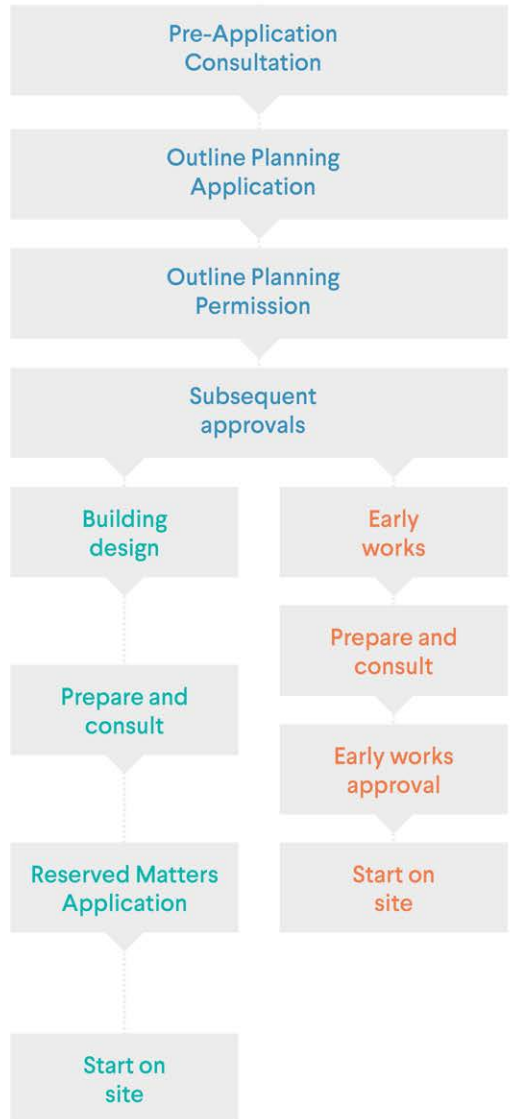 Pre-Application
Consultation
Outline Planning
Application
Outline Planning
Permission
Subsequent
approvals
Building
design
Prepare and
consult
Reserved Matters
Application
Start on
site
Early
works
Prepare and
consult
Early works
approval
Start on
site